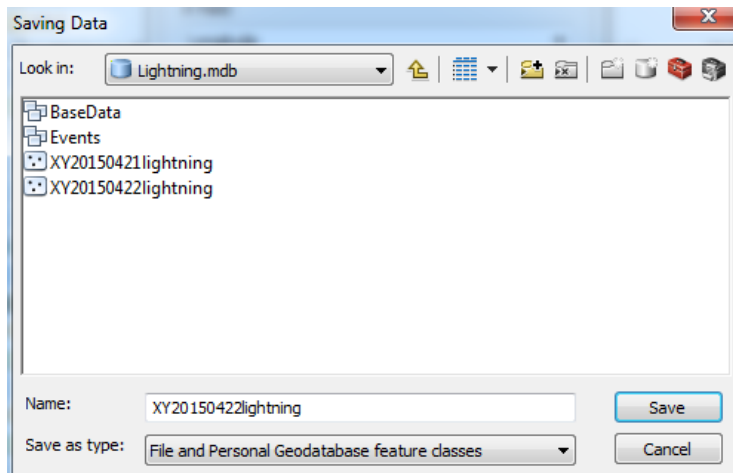 Saving Data
Look in: Lightning.mdb
BaseData
Events
XY20150421lightning
XY20150422lightning
Name: XY20150422lightning Save
Save as type: File and Personal Geodatabase feature classes Cancel